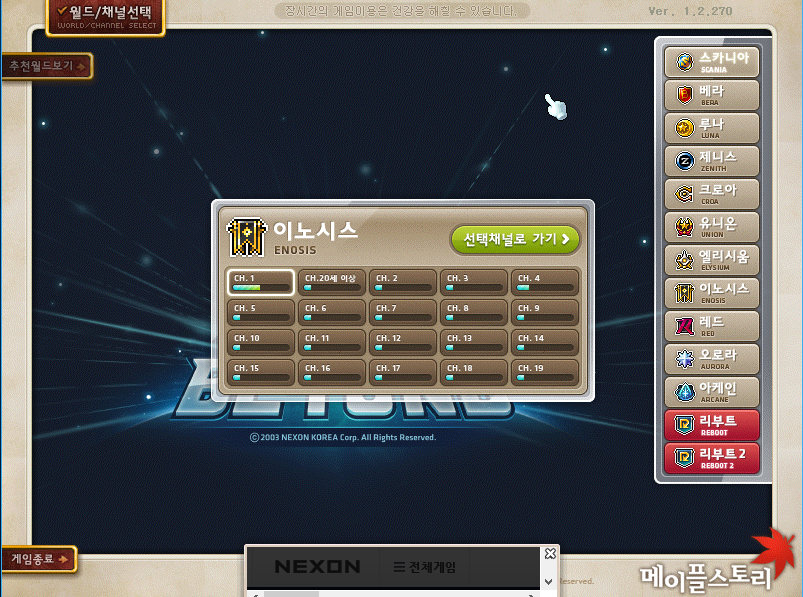 월드/채널선택
WORLD/CHANNEL SELECT
장시간의 게임이용은 건강을 해칠 수 있습니다.
Ver. 1.2.270
추천월드보기
스카니아
SCANIA
베라
BERA
루나
LUNA
제니스
ZENITH
크로아
CROA
유니온
UNION
엘리시움
ELYSIUM
이노시스
ENOSIS
레드
RED
오로라
AURORA
아케인
ARCANE
리부트
REBOOT
리부트2
REBOOT 2
이노시스
ENOSIS
선택채널로 가기
CH. 1 CH.20세 이상 CH. 2 CH. 3 CH. 4
CH. 5 CH. 6 CH. 7 CH. 8 CH. 9
CH. 10 CH. 11 CH. 12 CH. 13 CH. 14
CH. 15 CH. 16 CH. 17 CH. 18 CH. 19
BEYOND
ⓒ2003 NEXON KOREA Corp. All Rights Reserved.
게임종료
NEXON 전체게임
Reserved.
메이플스토리